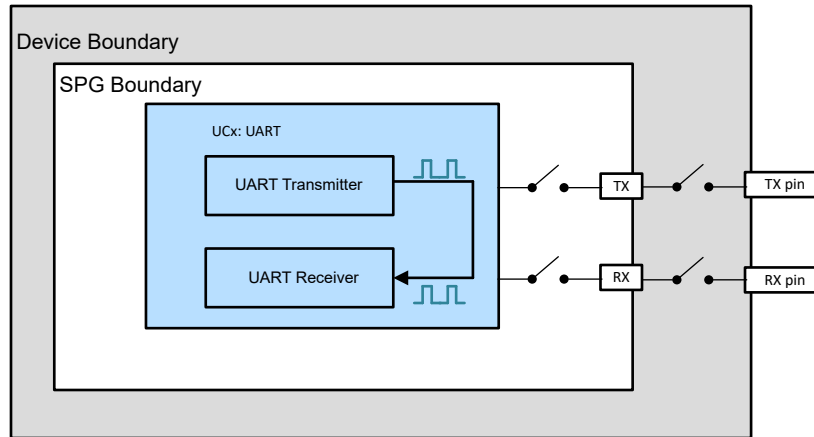 Device Boundary
SPG Boundary
UCx: UART
UART Transmitter
TX
TX pin
UART Receiver
RX
RX pin